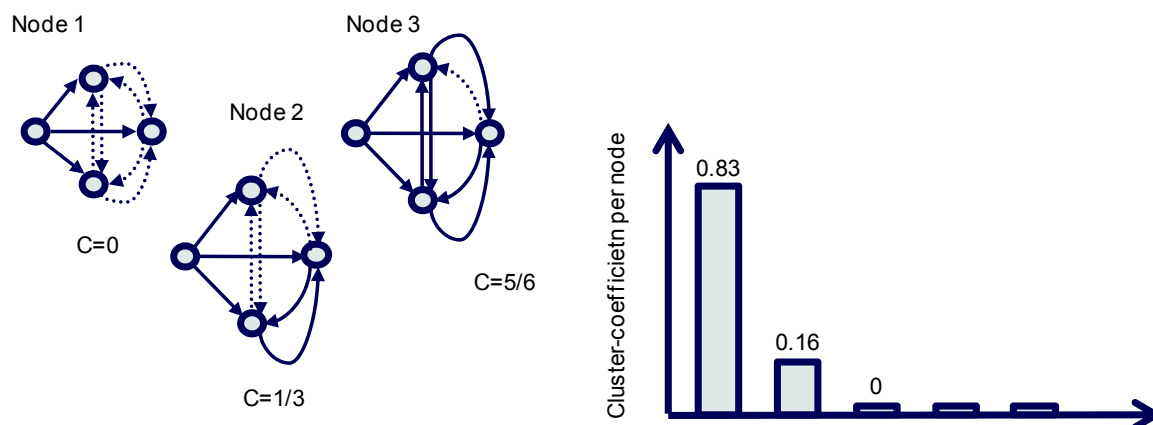 Node 1
Node 3
Node 2
C=0
C=5/6
C=1/3
Cluster-coefficietn per node
0.83
0.16
0